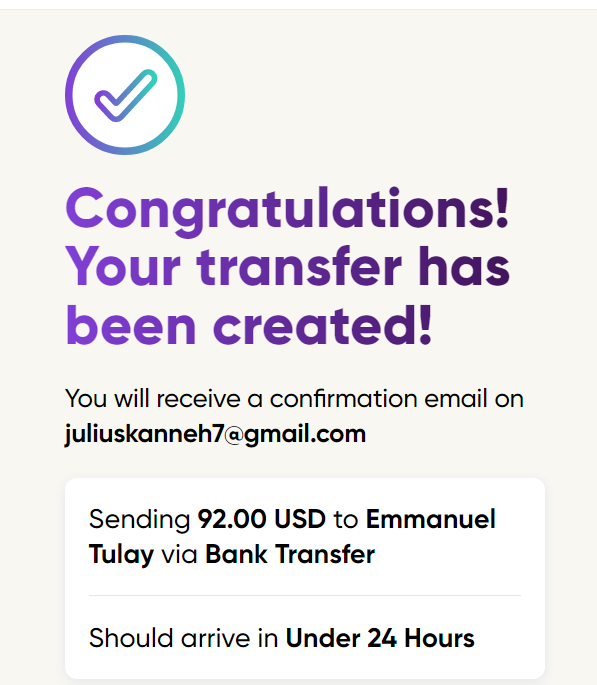 Congratulations!
Your transfer has
been created!
You will receive a confirmation email on
juliuskanneh7@gmail.com
Sending 92.00 USD to Emmanuel
Tulay via Bank Transfer
Should arrive in Under 24 Hours